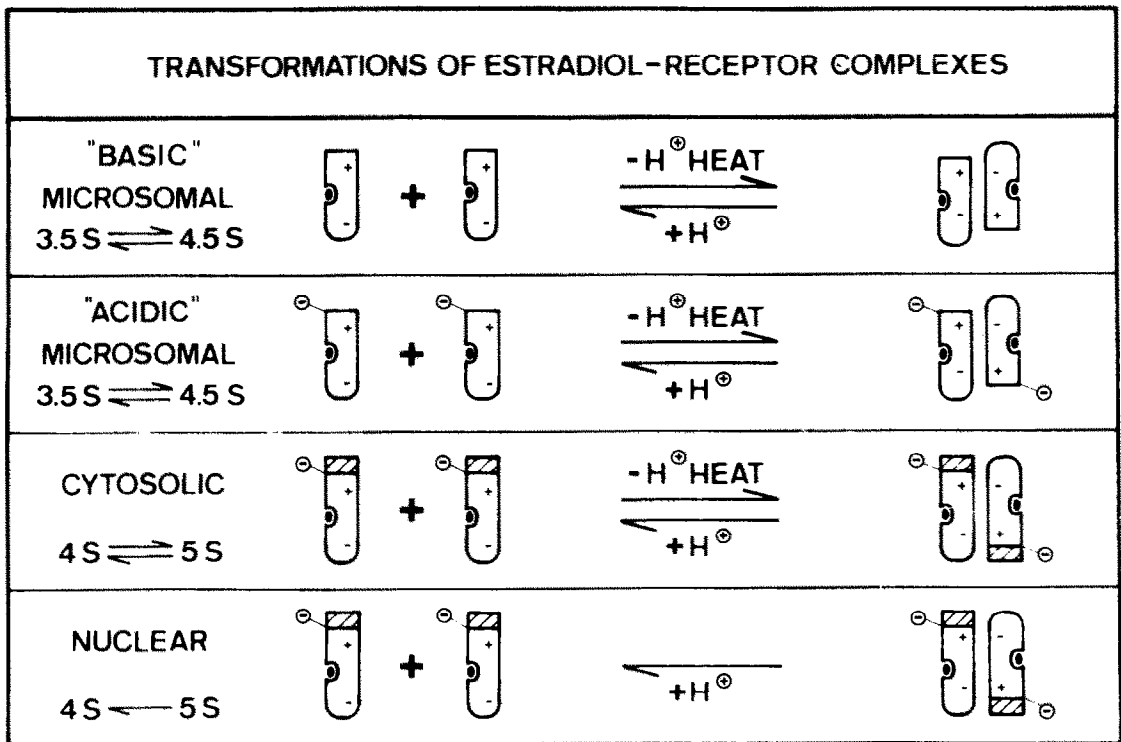 TRANSFORMATIONS OF ESTRADIOL-RECEPTOR COMPLEXES
"BASIC"
MICROSOMAL
3.5 S ⇌ 4.5 S
+
- H⊕ HEAT
+ H⊕
"ACIDIC"
MICROSOMAL
3.5 S ⇌ 4.5 S
+
- H⊕ HEAT
+ H⊕
CYTOSOLIC
4 S ⇌ 5 S
+
- H⊕ HEAT
+ H⊕
NUCLEAR
4 S ← 5 S
+
+ H⊕